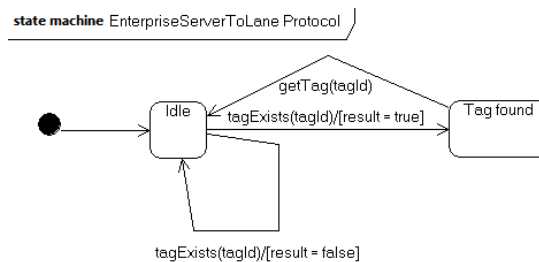 state machine EnterpriseServerToLane Protocol
getTag(tagId)
Idle
tagExists(tagId)/[result = true]
Tag found
tagExists(tagId)/[result = false]